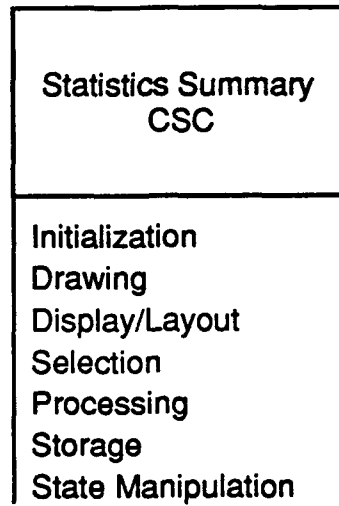 Statistics Summary
CSC
Initialization
Drawing
Display/Layout
Selection
Processing
Storage
State Manipulation